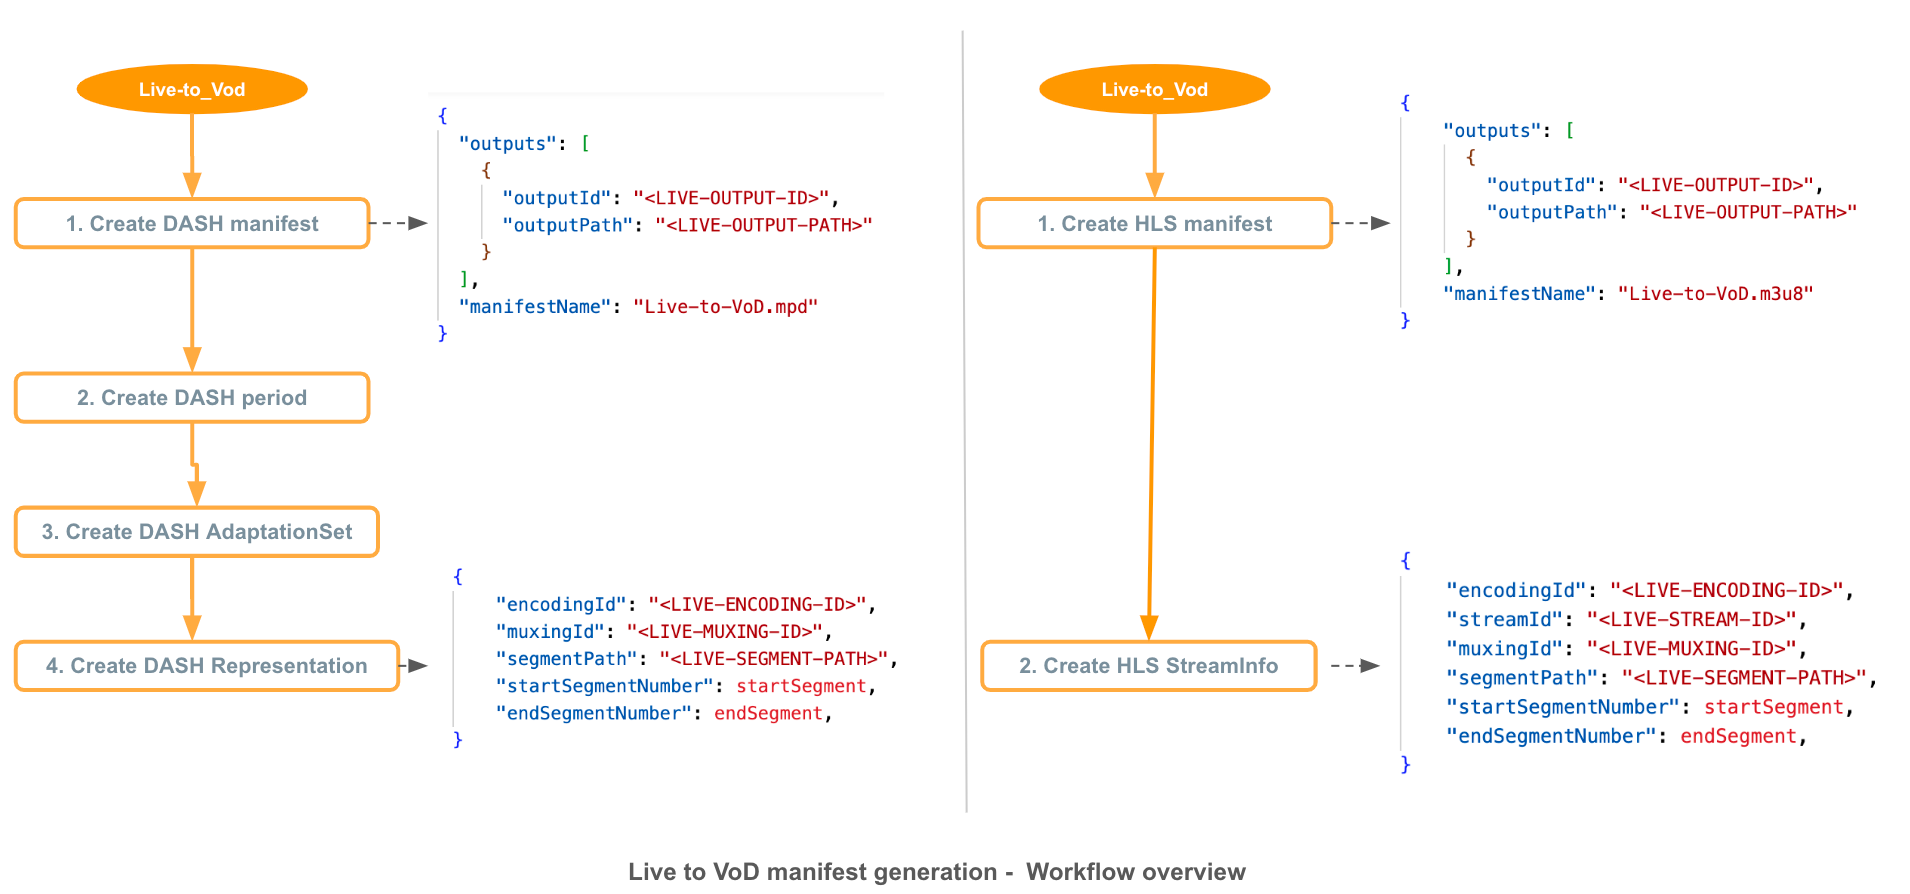 Live-to_Vod
1. Create DASH manifest
{
"outputs": [
{
"outputId": "<LIVE-OUTPUT-ID>",
"outputPath": "<LIVE-OUTPUT-PATH>"
}
],
"manifestName": "Live-to-VoD.mpd"
}
2. Create DASH period
3. Create DASH AdaptationSet
4. Create DASH Representation
{
"encodingId": "<LIVE-ENCODING-ID>",
"muxingId": "<LIVE-MUXING-ID>",
"segmentPath": "<LIVE-SEGMENT-PATH>",
"startSegmentNumber": startSegment,
"endSegmentNumber": endSegment,
}
Live-to_Vod
1. Create HLS manifest
{
"outputs": [
{
"outputId": "<LIVE-OUTPUT-ID>",
"outputPath": "<LIVE-OUTPUT-PATH>"
}
],
"manifestName": "Live-to-VoD.m3u8"
}
2. Create HLS StreamInfo
{
"encodingId": "<LIVE-ENCODING-ID>",
"streamId": "<LIVE-STREAM-ID>",
"muxingId": "<LIVE-MUXING-ID>",
"segmentPath": "<LIVE-SEGMENT-PATH>",
"startSegmentNumber": startSegment,
"endSegmentNumber": endSegment,
}
Live to VoD manifest generation - Workflow overview